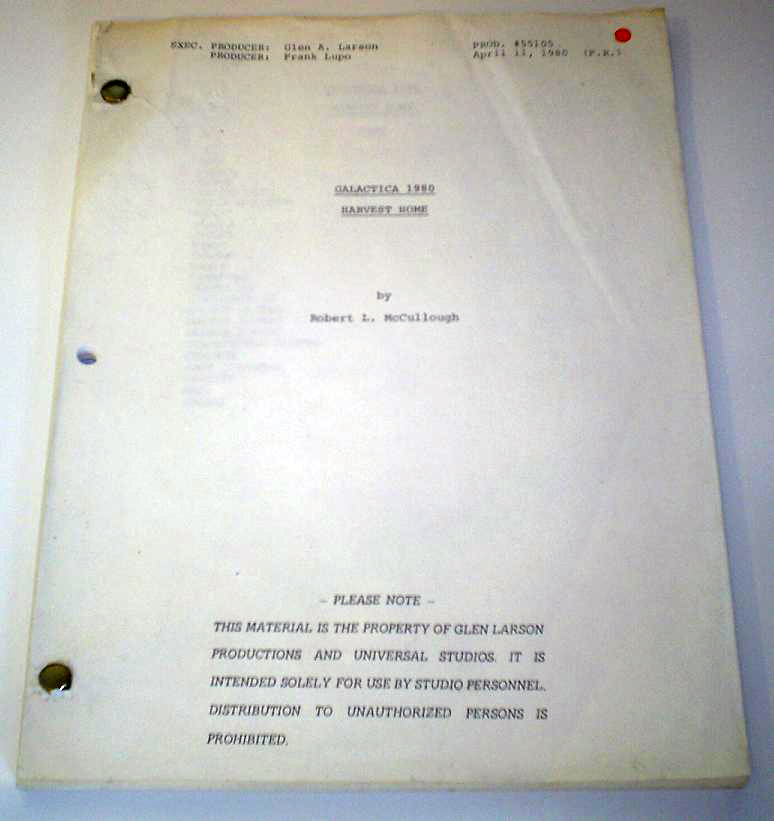 EXEC. PRODUCER: Glen A. Larson
PRODUCER: Frank Lupo
PROD. #55105
April 11, 1980 (F.R.)
GALACTICA 1980
HARVEST HOME
by
Robert L. McCullough
– PLEASE NOTE –
THIS MATERIAL IS THE PROPERTY OF GLEN LARSON
PRODUCTIONS AND UNIVERSAL STUDIOS. IT IS
INTENDED SOLELY FOR USE BY STUDIO PERSONNEL.
DISTRIBUTION TO UNAUTHORIZED PERSONS IS
PROHIBITED.